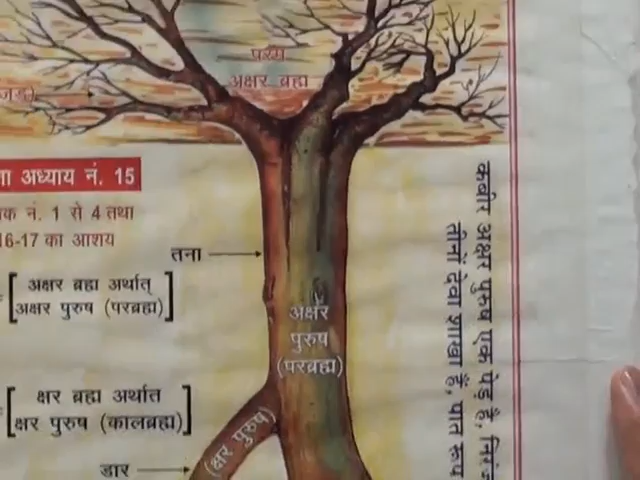 परम
अक्षर ब्रह्म
अध्याय नं. 15
नं. 1 से 4 तथा
16-17 का आशय
तना
अक्षर ब्रह्म अर्थात्
अक्षर पुरुष (परब्रह्म)
अक्षर
पुरुष
(परब्रह्म)
क्षर ब्रह्म अर्थात
क्षर पुरुष (कालब्रह्म)
(क्षर पुरुष)
डार
कबीर अक्षर पुरुष एक पेड़ है,
तीनों देवा शाखा हैं, पात रूप